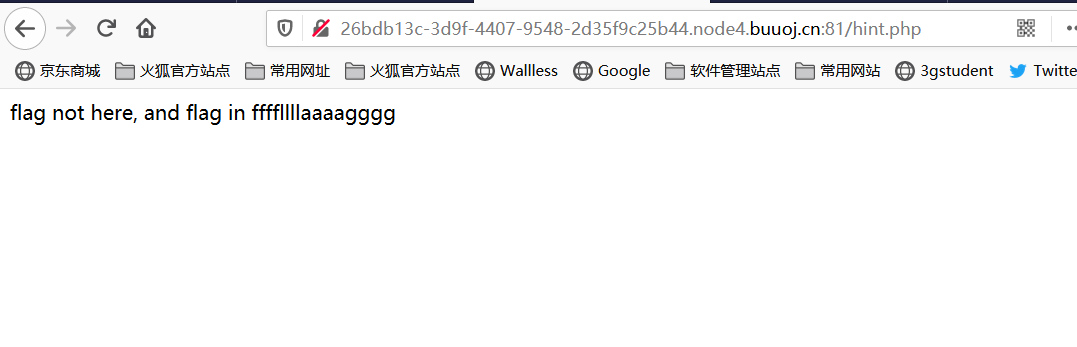 26bdb13c-3d9f-4407-9548-2d35f9c25b44.node4.buuoj.cn:81/hint.php
京东商城 火狐官方站点 常用网址 火狐官方站点 Wallless Google 软件管理站点 常用网站 3gstudent Twitte
flag not here, and flag in ffffllllaaaagggg